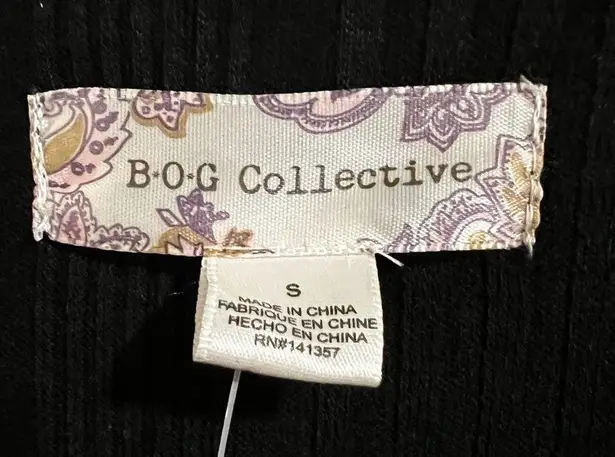 B·O·G Collective
S
MADE IN CHINA
FABRIQUE EN CHINE
HECHO EN CHINA
RN#141357